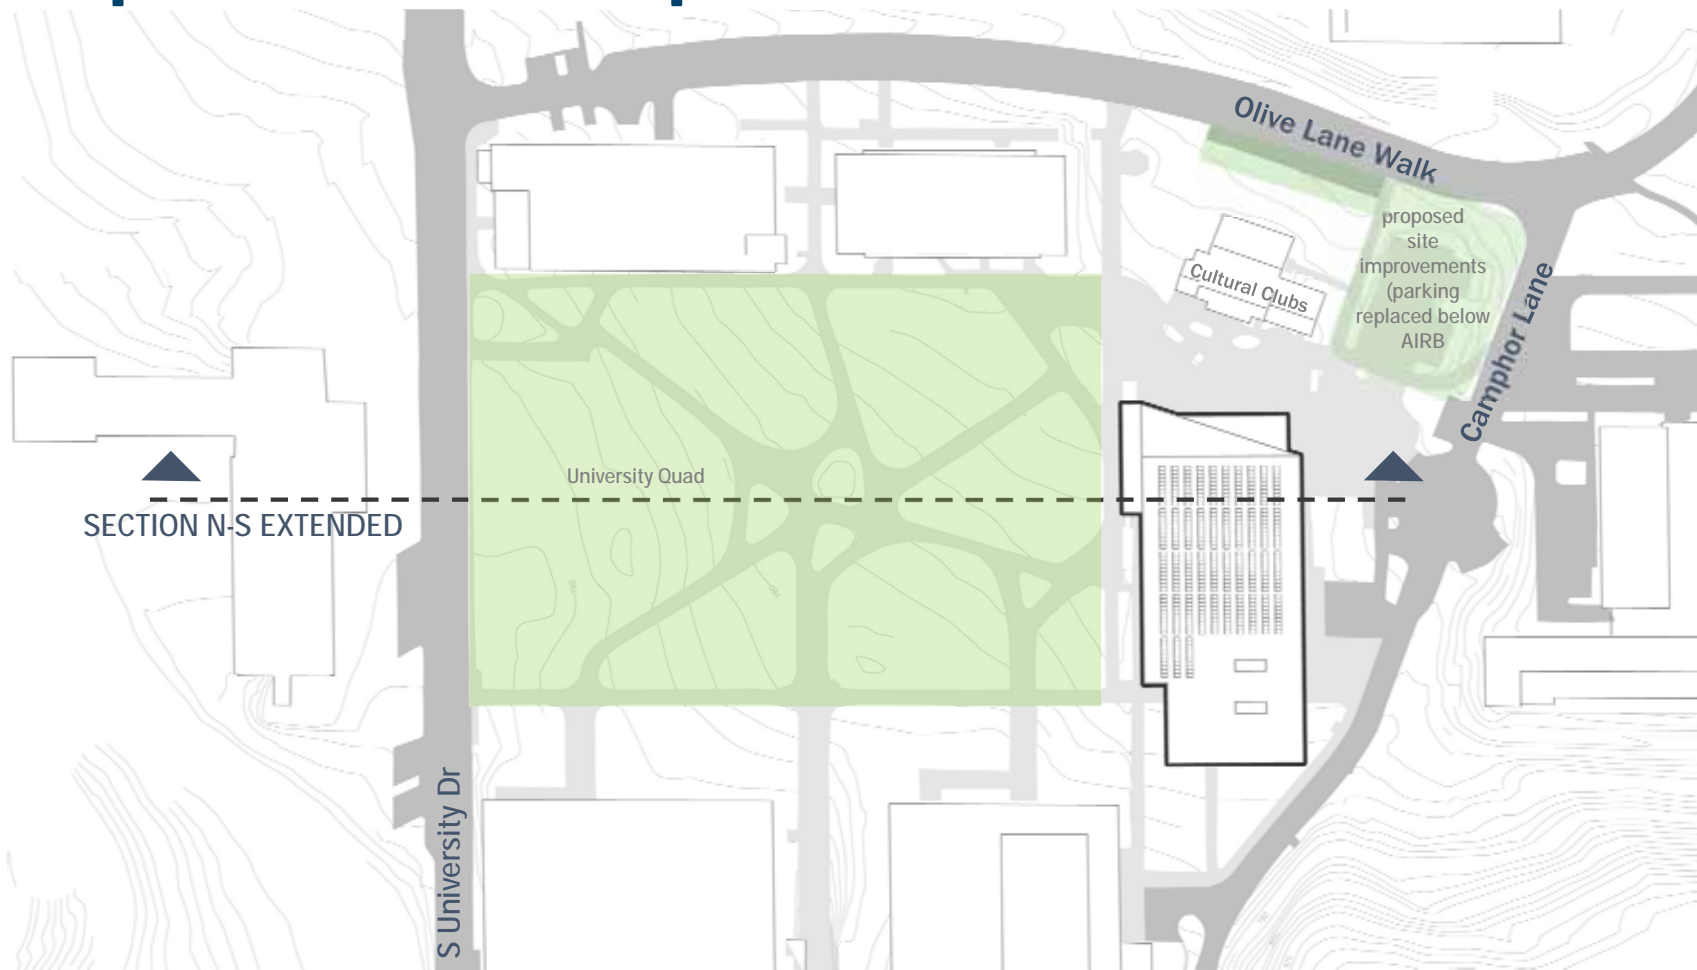 Olive Lane Walk
proposed
site
improvements
(parking
replaced below
AIRB
Cultural Clubs
Camphor Lane
University Quad
SECTION N-S EXTENDED
S University Dr